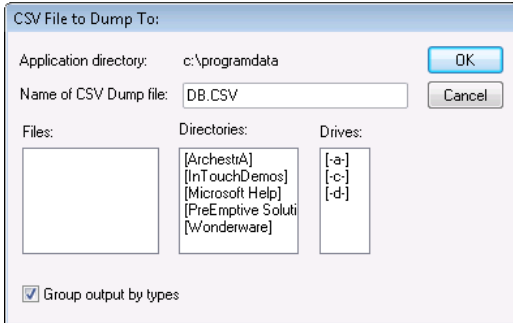 CSV File to Dump To:
Application directory: c:\programdata OK
Name of CSV Dump file: DB.CSV Cancel
Files: Directories: Drives:
[ArchestrA] [-a-]
[InTouchDemos] [-c-]
[Microsoft Help] [-d-]
[PreEmptive Soluti
[Wonderware]
Group output by types